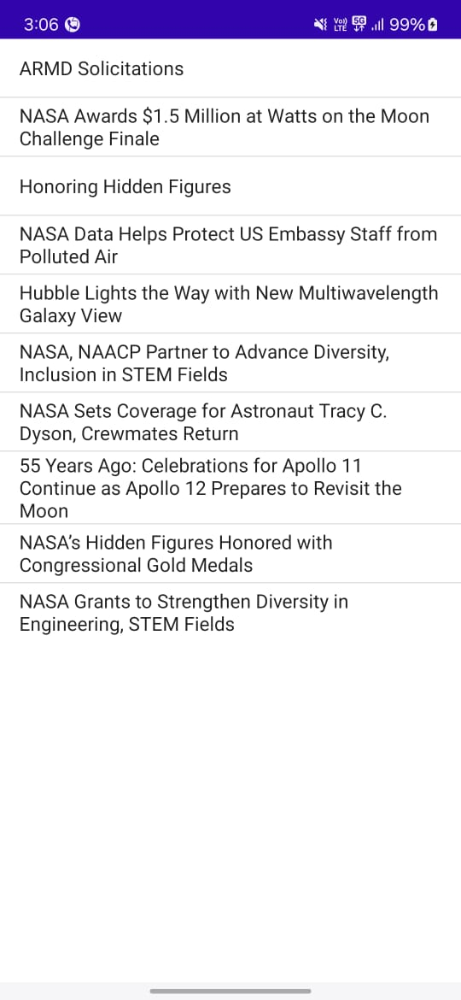 3:06 Vo)) LTE 5G 99%
ARMD Solicitations
NASA Awards $1.5 Million at Watts on the Moon
Challenge Finale
Honoring Hidden Figures
NASA Data Helps Protect US Embassy Staff from
Polluted Air
Hubble Lights the Way with New Multiwavelength
Galaxy View
NASA, NAACP Partner to Advance Diversity,
Inclusion in STEM Fields
NASA Sets Coverage for Astronaut Tracy C.
Dyson, Crewmates Return
55 Years Ago: Celebrations for Apollo 11
Continue as Apollo 12 Prepares to Revisit the
Moon
NASA’s Hidden Figures Honored with
Congressional Gold Medals
NASA Grants to Strengthen Diversity in
Engineering, STEM Fields